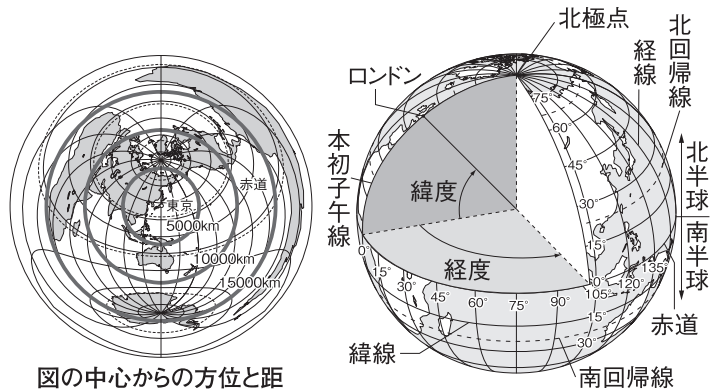 東京
赤道
5000km
10000km
15000km
図の中心からの方位と距
北極点
ロンドン
経線
北回帰線
本初子午線
緯度
経度
北半球
南半球
75°
60°
45°
30°
15°
0°
0°
15°
30°
45°
60°
75°
90°
105°
120°
135°
15°
30°
赤道
緯線
南回帰線